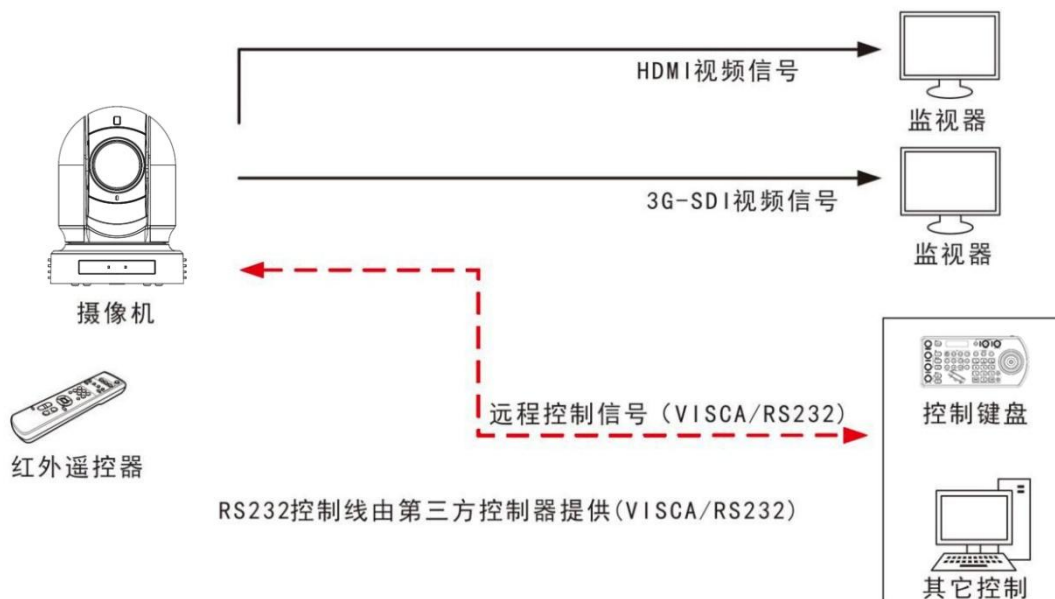 HDMI视频信号
监视器
3G-SDI视频信号
监视器
摄像机
远程控制信号（VISCA/RS232）
控制键盘
红外遥控器
RS232控制线由第三方控制器提供(VISCA/RS232)
其它控制